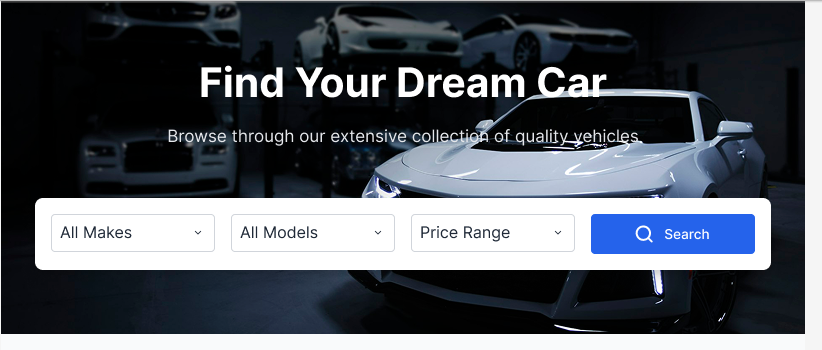 Find Your Dream Car
Browse through our extensive collection of quality vehicles.
All Makes
All Models
Price Range
Search